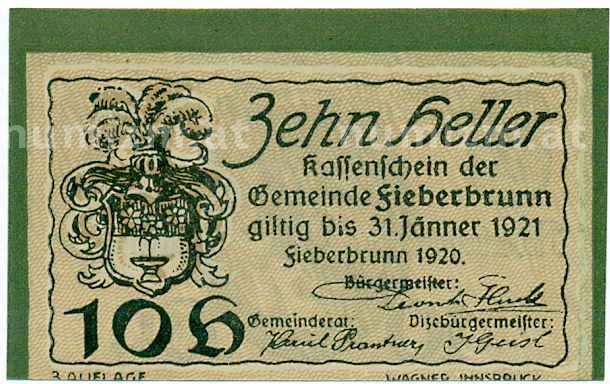 Zehn Heller
Kassenschein der
Gemeinde Fieberbrunn
giltig bis 31. Jänner 1921
Fieberbrunn 1920.
Bürgermeister:
10 H
Gemeinderat: Vizebürgermeister:
3. AUFLAGE WAGNER INNSBRUCK